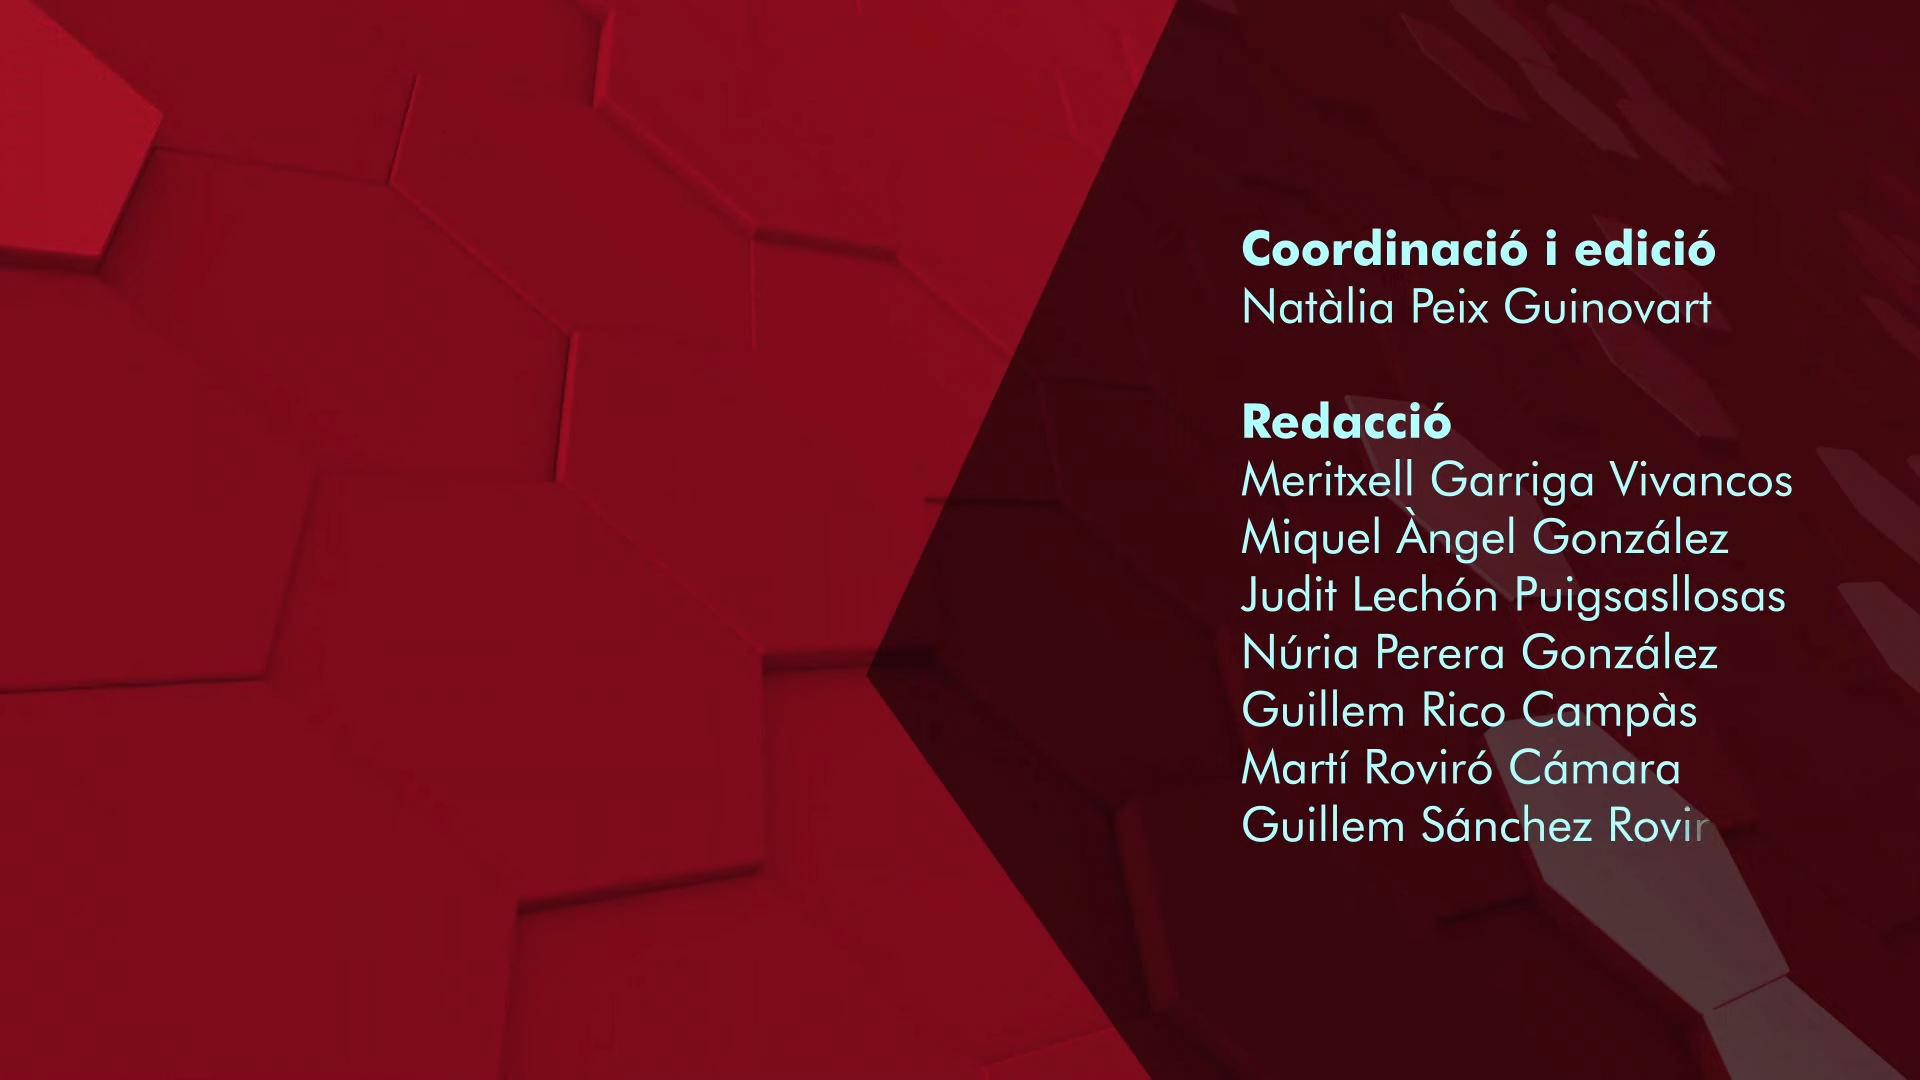 Coordinació i edició
Natàlia Peix Guinovart
Redacció
Meritxell Garriga Vivancos
Miquel Àngel González
Judit Lechón Puigsasllosas
Núria Perera González
Guillem Rico Campàs
Martí Roviró Cámara
Guillem Sánchez Rovir